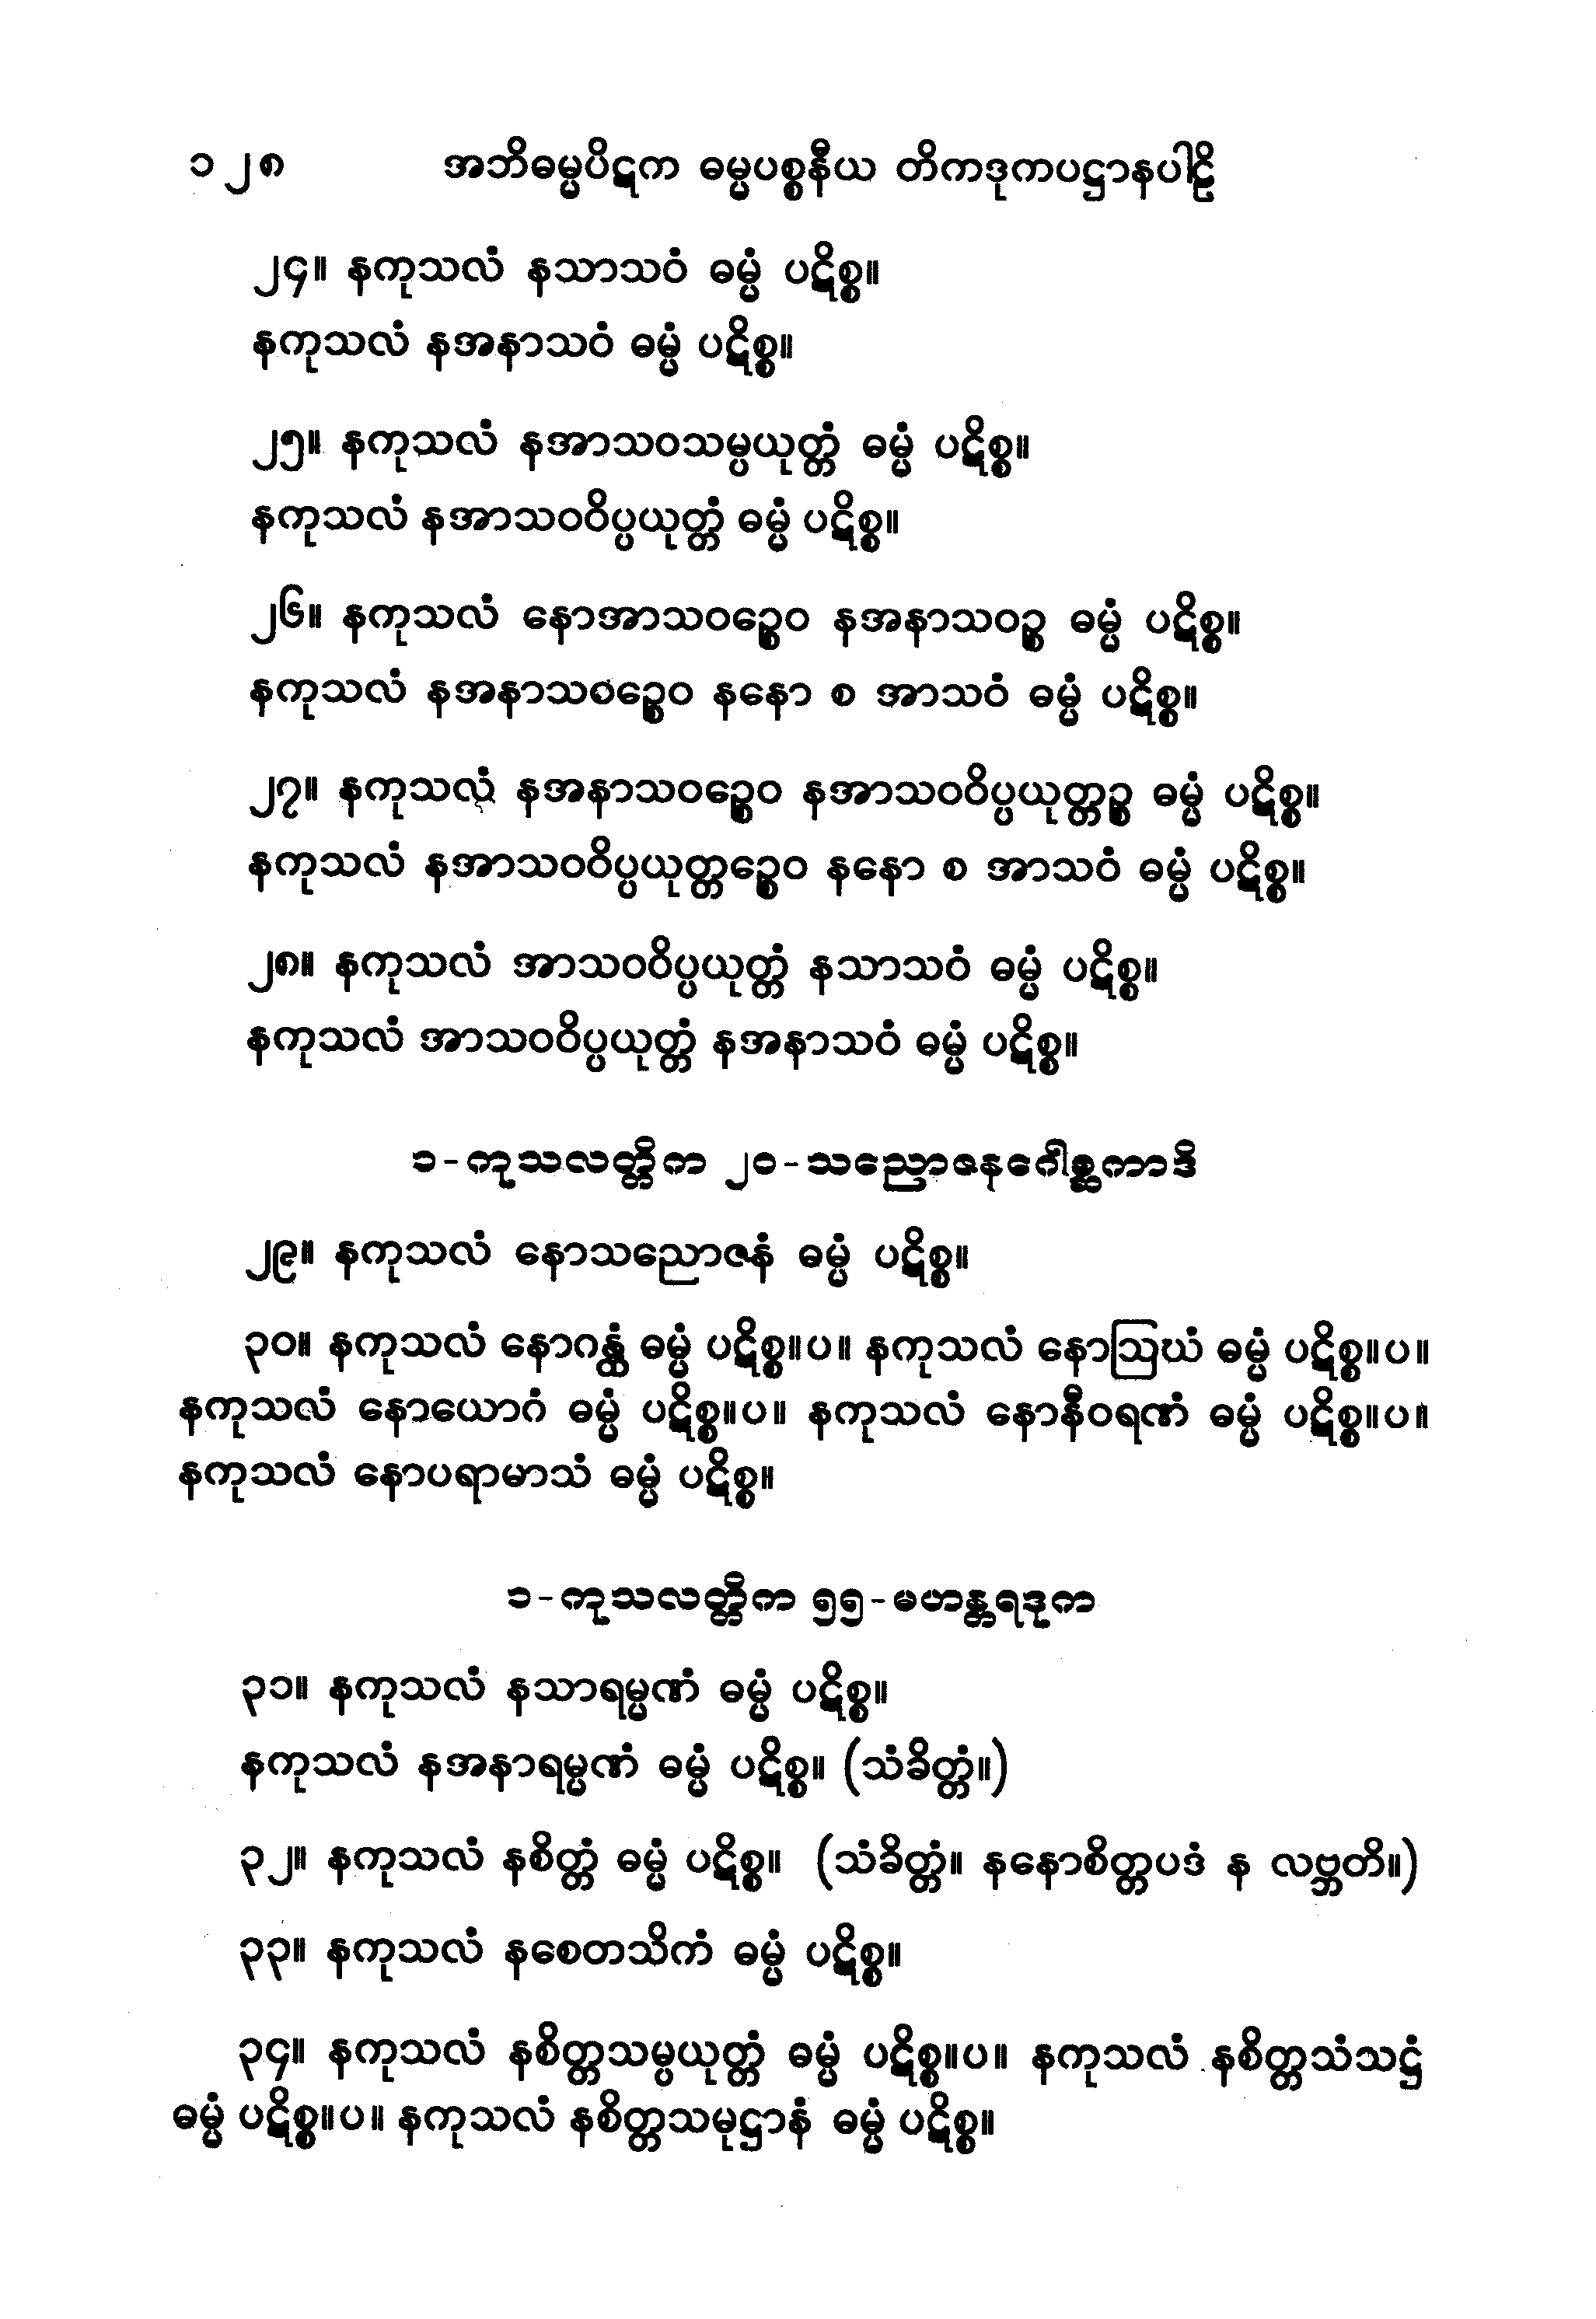 ၁၂၈ အဘိဓမ္မပိဋက ဓမ္မပစ္စနီယ တိကဒုကပဋ္ဌာနပါဠိ
၂၄။ နကုသလံ နသာသဝံ ဓမ္မံ ပဋိစ္စ။
နကုသလံ နအနာသဝံ ဓမ္မံ ပဋိစ္စ။
၂၅။ နကုသလံ နအာသဝသမ္ပယုတ္တံ ဓမ္မံ ပဋိစ္စ။
နကုသလံ နအာသဝဝိပ္ပယုတ္တံ ဓမ္မံ ပဋိစ္စ။
၂၆။ နကုသလံ နောအာသဝဉ္စေဝ နအနာသဝဉ္စ ဓမ္မံ ပဋိစ္စ။
နကုသလံ နအနာသဝဉ္စေဝ နနော စ အာသဝံ ဓမ္မံ ပဋိစ္စ။
၂၇။ နကုသလံ နအနာသဝဉ္စေဝ နအာသဝဝိပ္ပယုတ္တဉ္စ ဓမ္မံ ပဋိစ္စ။
နကုသလံ နအာသဝဝိပ္ပယုတ္တဉ္စေဝ နနော စ အာသဝံ ဓမ္မံ ပဋိစ္စ။
၂၈။ နကုသလံ အာသဝဝိပ္ပယုတ္တံ နသာသဝံ ဓမ္မံ ပဋိစ္စ။
နကုသလံ အာသဝဝိပ္ပယုတ္တံ နအနာသဝံ ဓမ္မံ ပဋိစ္စ။
၁-ကုသလတ္တိက ၂၀-သညောဇနဂေါစ္ဆကာဒိ
၂၉။ နကုသလံ နောသညောဇနံ ဓမ္မံ ပဋိစ္စ။
၃၀။ နကုသလံ နောဂန္ထံ ဓမ္မံ ပဋိစ္စ။ပ။ နကုသလံ နောဩဃံ ဓမ္မံ ပဋိစ္စ။ပ။
နကုသလံ နောယောဂံ ဓမ္မံ ပဋိစ္စ။ပ။ နကုသလံ နောနီဝရဏံ ဓမ္မံ ပဋိစ္စ။ပ။
နကုသလံ နောပရာမာသံ ဓမ္မံ ပဋိစ္စ။
၁-ကုသလတ္တိက ၅၅-မဟန္တရဒုက
၃၁။ နကုသလံ နသာရမ္မဏံ ဓမ္မံ ပဋိစ္စ။
နကုသလံ နအနာရမ္မဏံ ဓမ္မံ ပဋိစ္စ။ (သံခိတ္တံ။)
၃၂။ နကုသလံ နစိတ္တံ ဓမ္မံ ပဋိစ္စ။ (သံခိတ္တံ။ နနောစိတ္တပဒံ န လဗ္ဘတိ။)
၃၃။ နကုသလံ နစေတသိကံ ဓမ္မံ ပဋိစ္စ။
၃၄။ နကုသလံ နစိတ္တသမ္ပယုတ္တံ ဓမ္မံ ပဋိစ္စ။ပ။ နကုသလံ နစိတ္တသံသဋ္ဌံ
ဓမ္မံ ပဋိစ္စ။ပ။ နကုသလံ နစိတ္တသမုဋ္ဌာနံ ဓမ္မံ ပဋိစ္စ။